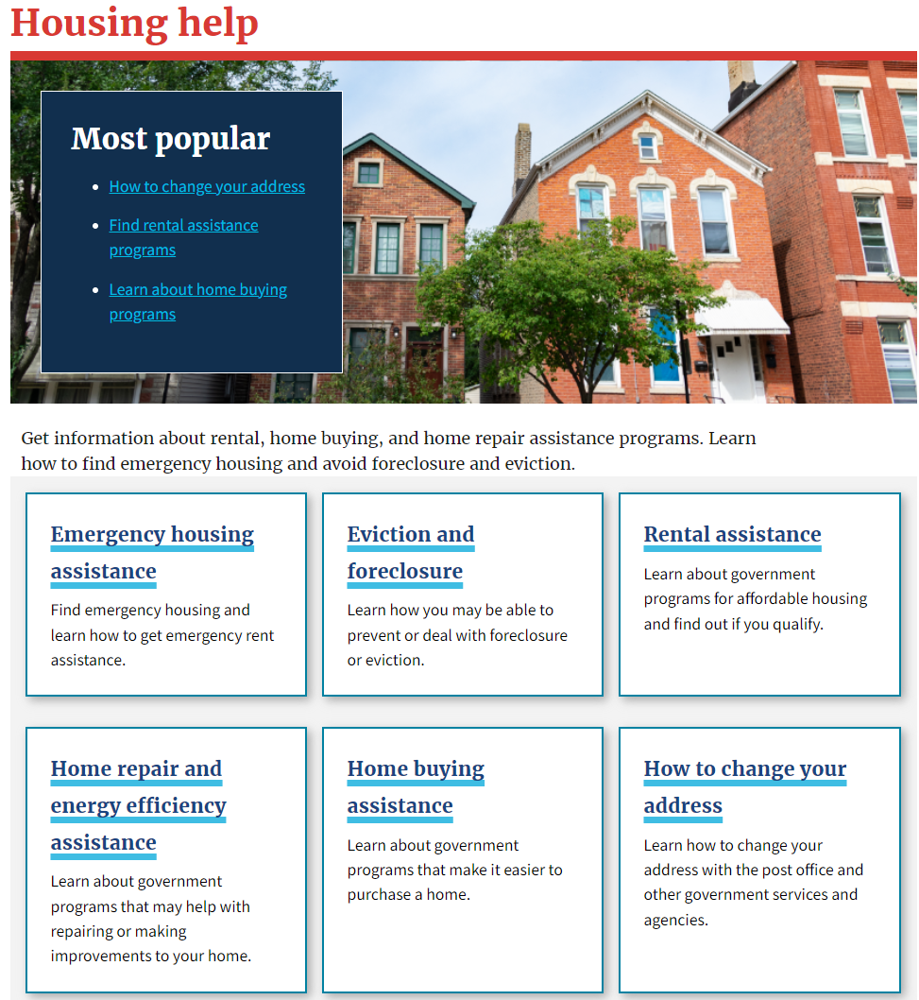 Housing help
Most popular
How to change your address
Find rental assistance
programs
Learn about home buying
programs
Get information about rental, home buying, and home repair assistance programs. Learn
how to find emergency housing and avoid foreclosure and eviction.
Emergency housing
assistance
Find emergency housing and
learn how to get emergency rent
assistance.
Eviction and
foreclosure
Learn how you may be able to
prevent or deal with foreclosure
or eviction.
Rental assistance
Learn about government
programs for affordable housing
and find out if you qualify.
Home repair and
energy efficiency
assistance
Learn about government
programs that may help with
repairing or making
improvements to your home.
Home buying
assistance
Learn about government
programs that make it easier to
purchase a home.
How to change your
address
Learn how to change your
address with the post office and
other government services and
agencies.